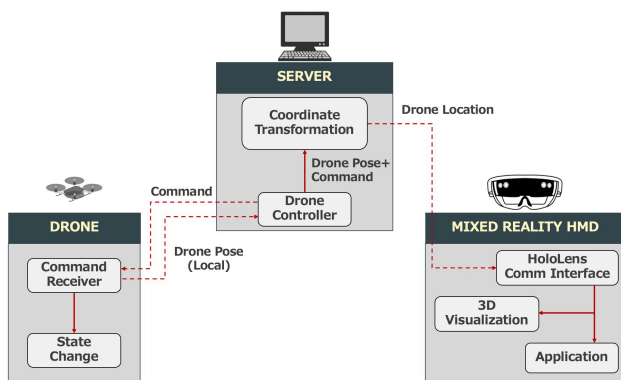 SERVER
Coordinate
Transformation
Drone Location
Drone Pose+
Command
Command
Drone
Controller
DRONE
MIXED REALITY HMD
Drone Pose
(Local)
Command
Receiver
HoloLens
Comm Interface
3D
Visualization
State
Change
Application